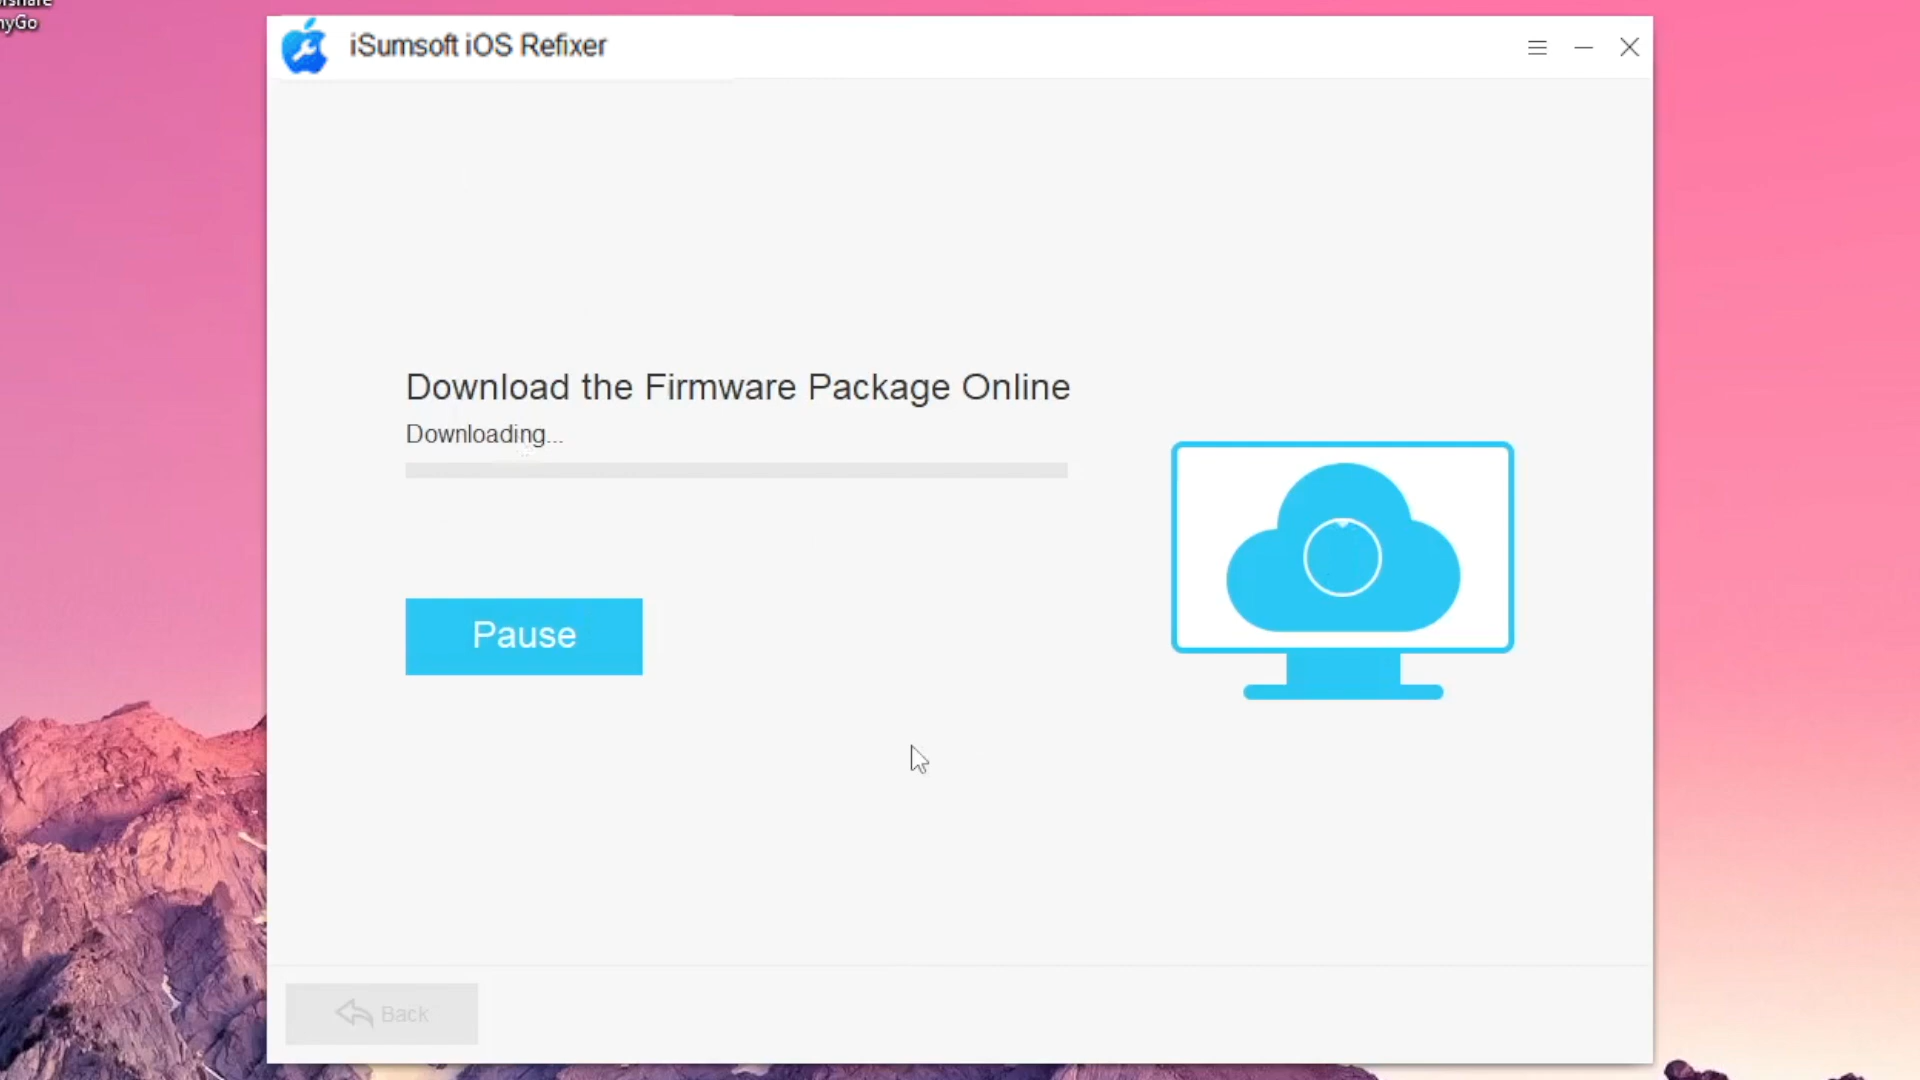 iSumsoft iOS Refixer
Download the Firmware Package Online
Downloading...
Pause
Back